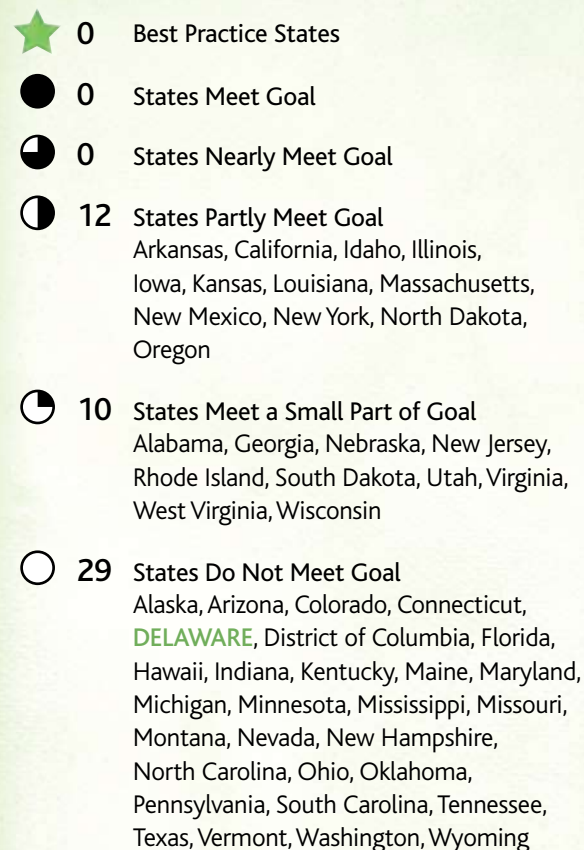 0 Best Practice States
0 States Meet Goal
0 States Nearly Meet Goal
12 States Partly Meet Goal
Arkansas, California, Idaho, Illinois,
Iowa, Kansas, Louisiana, Massachusetts,
New Mexico, New York, North Dakota,
Oregon
10 States Meet a Small Part of Goal
Alabama, Georgia, Nebraska, New Jersey,
Rhode Island, South Dakota, Utah, Virginia,
West Virginia, Wisconsin
29 States Do Not Meet Goal
Alaska, Arizona, Colorado, Connecticut,
DELAWARE, District of Columbia, Florida,
Hawaii, Indiana, Kentucky, Maine, Maryland,
Michigan, Minnesota, Mississippi, Missouri,
Montana, Nevada, New Hampshire,
North Carolina, Ohio, Oklahoma,
Pennsylvania, South Carolina, Tennessee,
Texas, Vermont, Washington, Wyoming